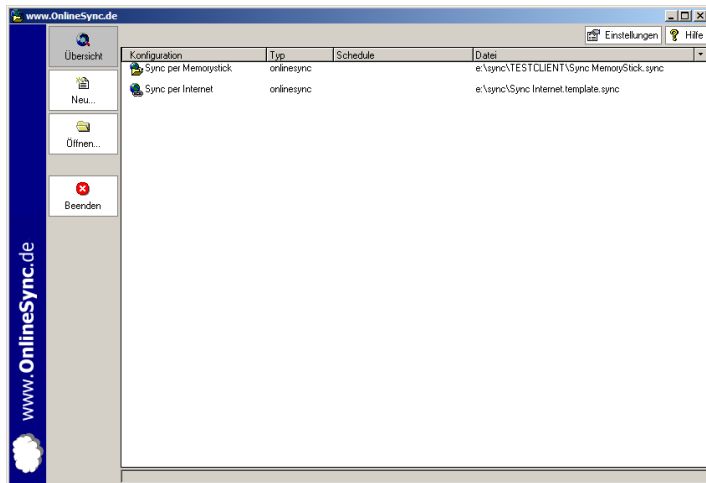 www.OnlineSync.de
Einstellungen Hilfe
Übersicht
Neu...
Öffnen...
Beenden
Konfiguration Typ Schedule Datei
Sync per Memorystick onlinesync e:\sync\TESTCLIENT\Sync MemoryStick.sync
Sync per Internet onlinesync e:\sync\Sync Internet.template.sync
www.OnlineSync.de